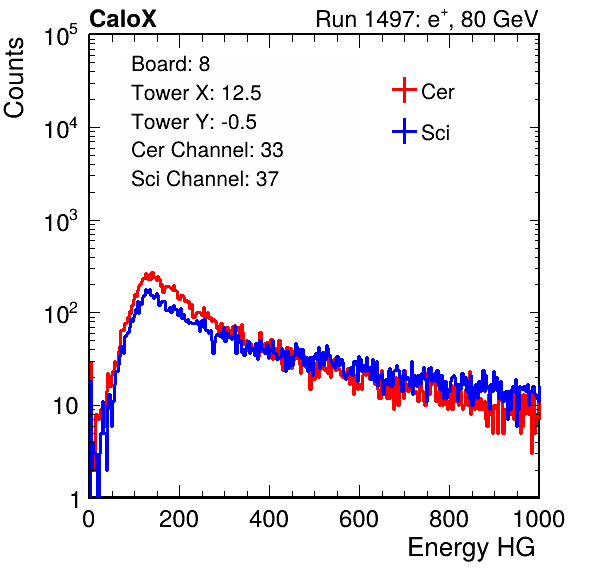 CaloX Run 1497: e⁺, 80 GeV
Counts
Board: 8
Tower X: 12.5
Tower Y: -0.5
Cer Channel: 33
Sci Channel: 37
Cer
Sci
10⁵
10⁴
10³
10²
10
1
0 200 400 600 800 1000
Energy HG